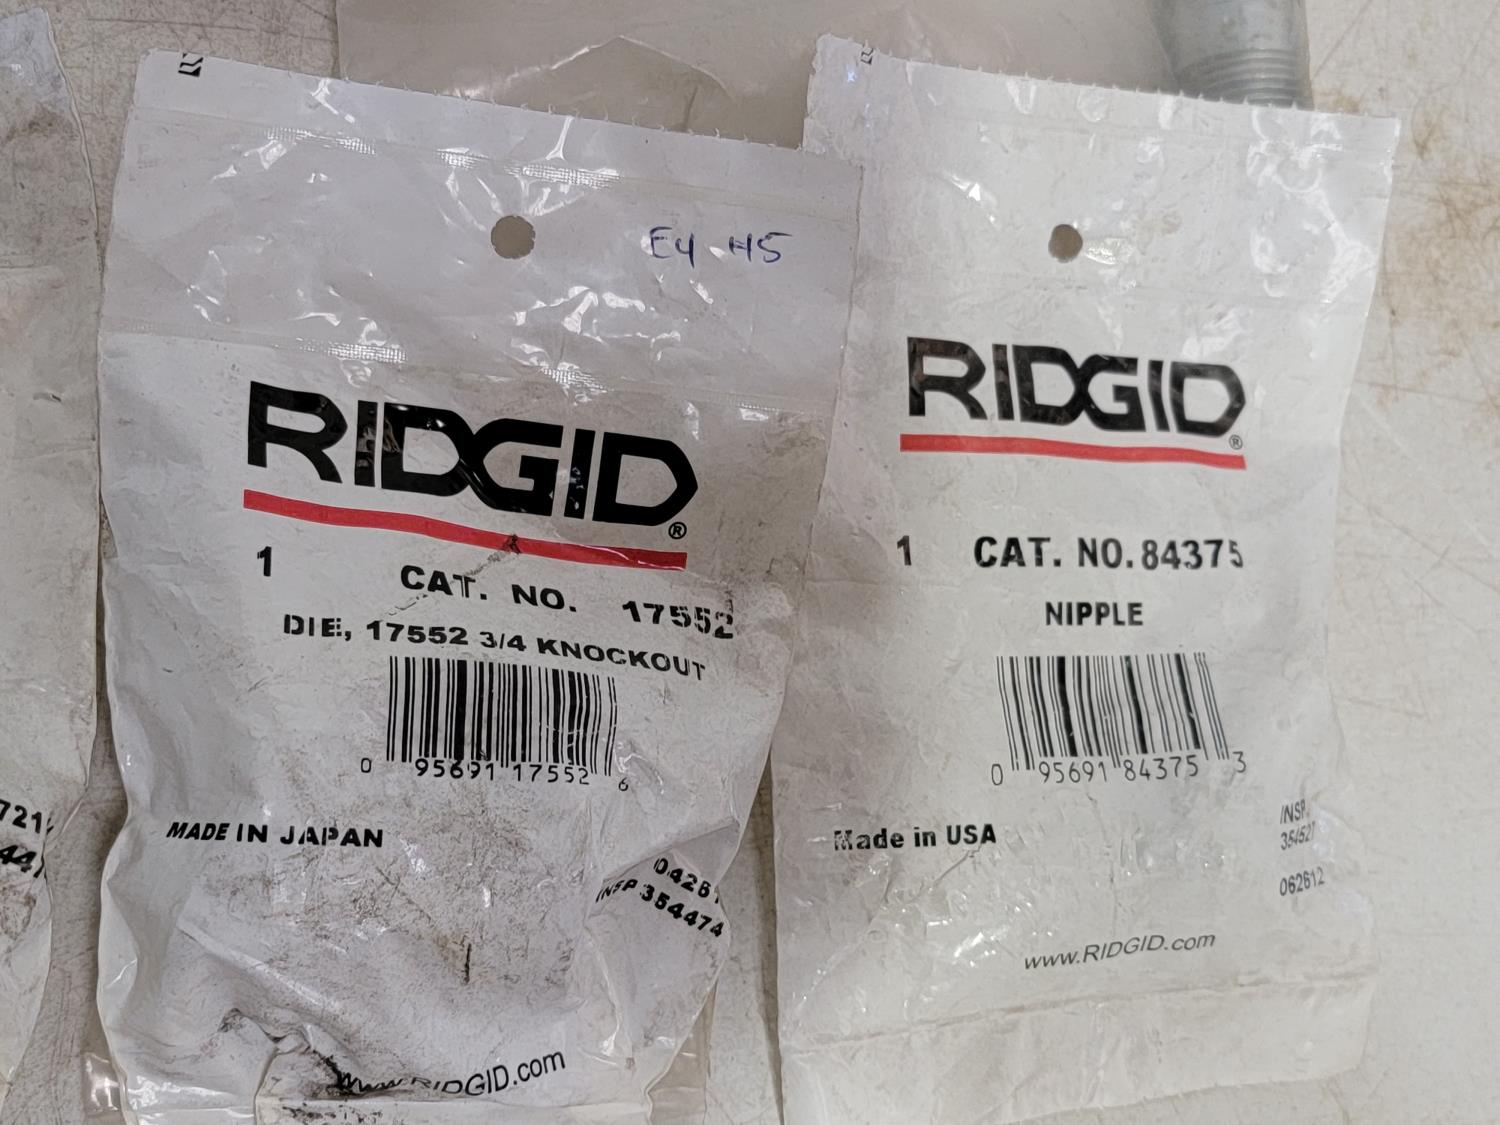 E4-H5
RIDGID®
1 CAT. NO. 17552
DIE, 17552 3/4 KNOCKOUT
0 95691 17552 6
MADE IN JAPAN
INSP 354474
www.RIDGID.com
RIDGID®
1 CAT. NO. 84375
NIPPLE
0 95691 84375 3
Made in USA
INSP.
354527
062612
www.RIDGID.com